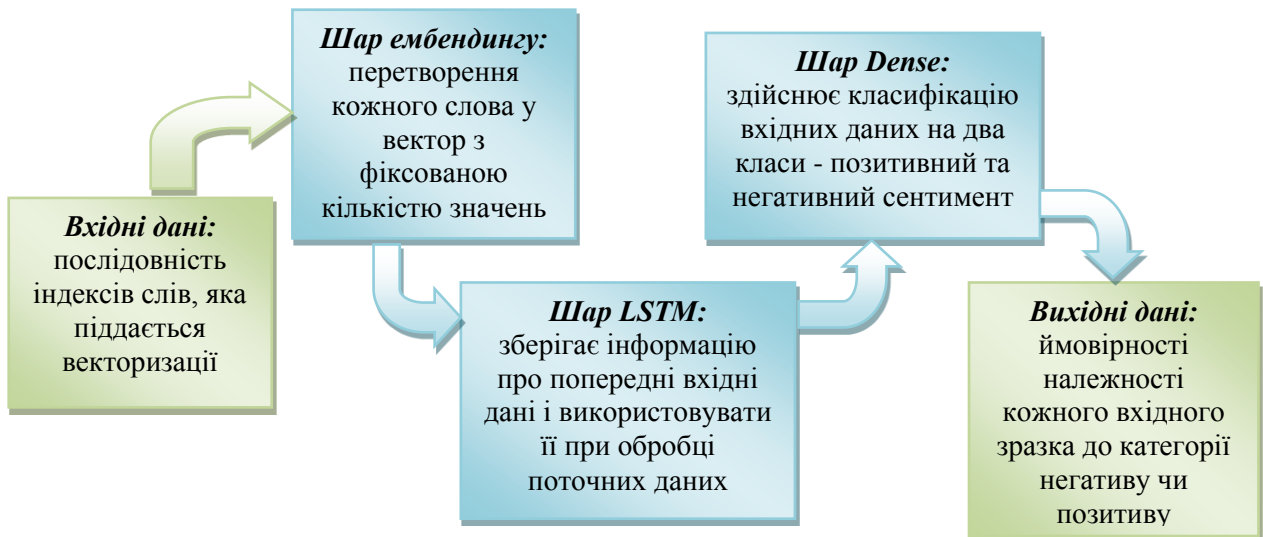 Вхідні дані:
послідовність
індексів слів, яка
піддається
векторизації
Шар ембендингу:
перетворення
кожного слова у
вектор з
фіксованою
кількістю значень
Шар LSTM:
зберігає інформацію
про попередні вхідні
дані і використовувати
її при обробці
поточних даних
Шар Dense:
здійснює класифікацію
вхідних даних на два
класи - позитивний та
негативний сентимент
Вихідні дані:
ймовірності
належності
кожного вхідного
зразка до категорії
негативу чи
позитиву